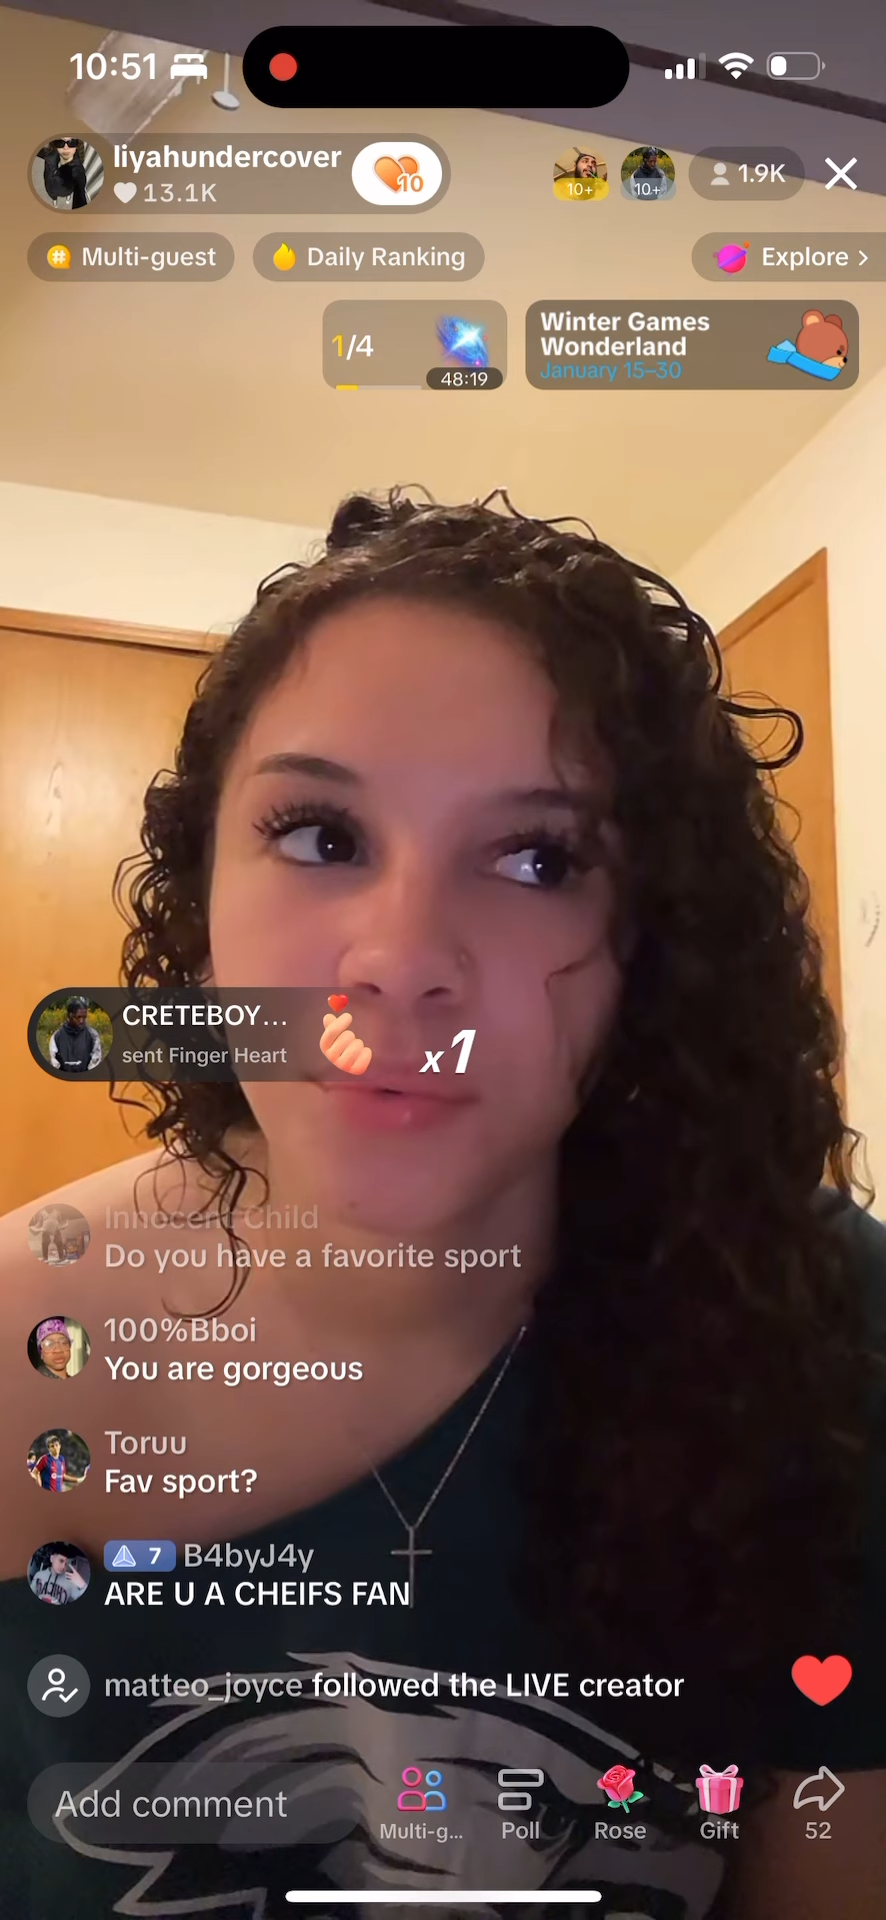 10:51
liyahundercover
13.1K
10
10+
10+
1.9K
Multi-guest
Daily Ranking
Explore >
1/4
48:19
Winter Games
Wonderland
January 15–30
CRETEBOY...
sent Finger Heart
x1
Innocent Child
Do you have a favorite sport
100%Bboi
You are gorgeous
Toruu
Fav sport?
7 B4byJ4y
ARE U A CHEIFS FAN
matteo_joyce followed the LIVE creator
Add comment
Multi-g...
Poll
Rose
Gift
52